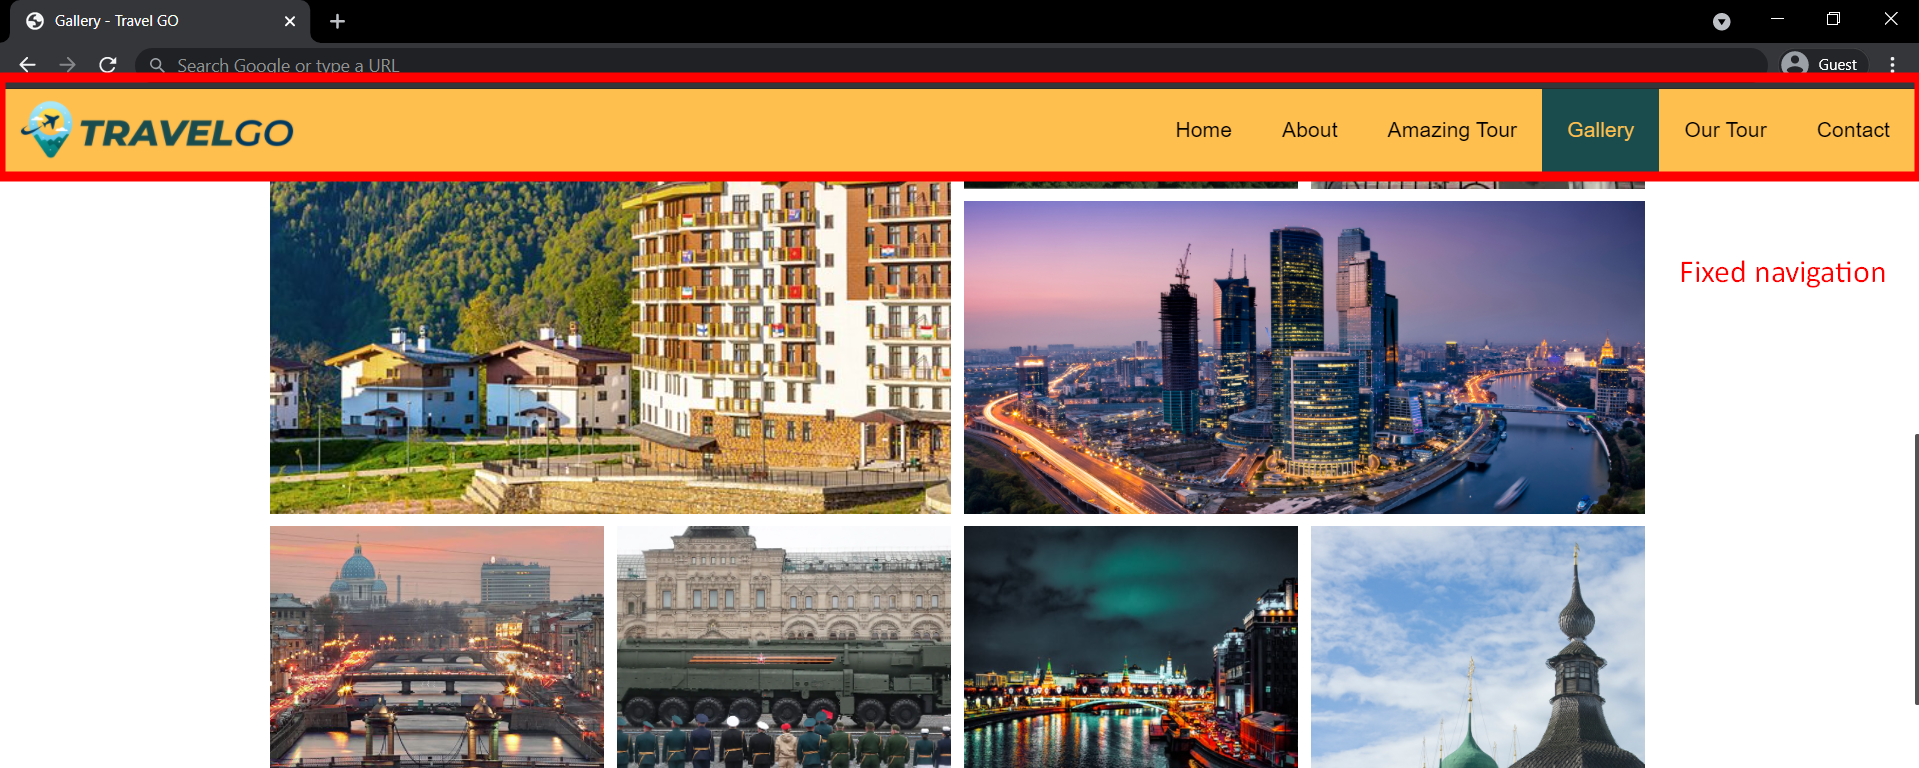 Gallery - Travel GO
Search Google or type a URL
Guest
TRAVELGO
Home
About
Amazing Tour
Gallery
Our Tour
Contact
Fixed navigation